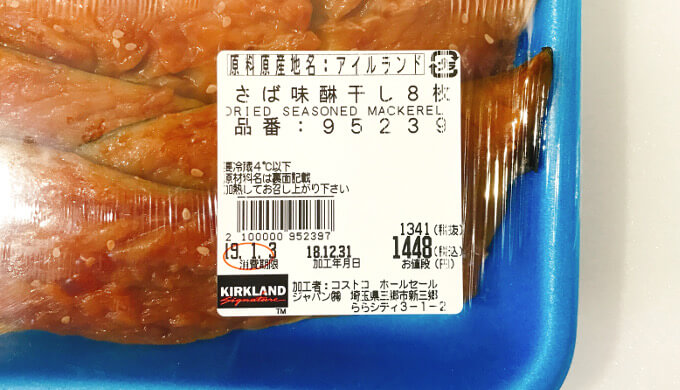 原料原産地名:アイルランド
さば味醂干し8枚
DRIED SEASONED MACKEREL
品番:95239
要冷蔵4℃以下
原材料名は裏面記載
加熱してお召し上がり下さい
2 100000 952397
1341(税抜)
19.1.3 18.12.31 1448(税込)
消費期限 加工年月日 お値段(円)
KIRKLAND
Signature
TM
加工者:コストコ ホールセール
ジャパン㈱ 埼玉県三郷市新三郷
ららシティ3-1-2